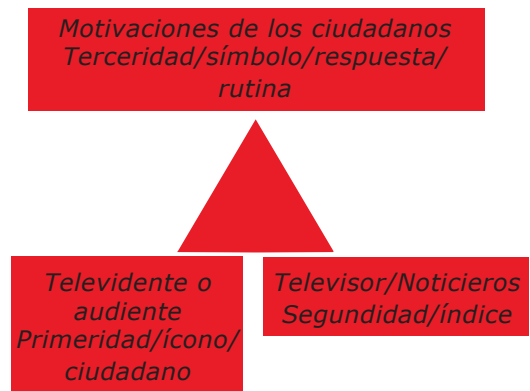 Motivaciones de los ciudadanos
Terceridad/símbolo/respuesta/
rutina
Televidente o
audiente
Primeridad/ícono/
ciudadano
Televisor/Noticieros
Segundidad/índice